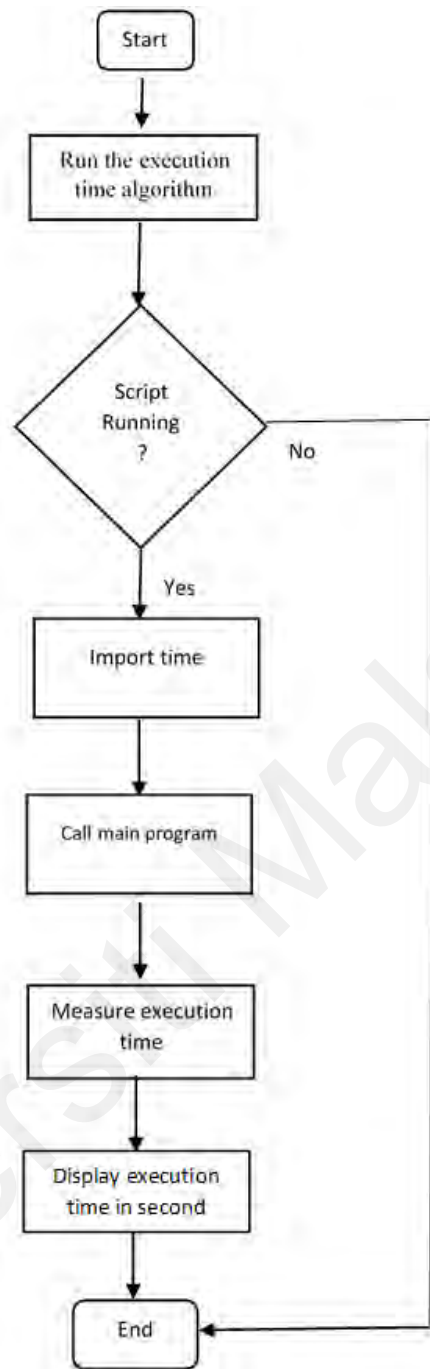 Start
Run the execution
time algorithm
Script
Running
?
No
Yes
Import time
Call main program
Measure execution
time
Display execution
time in second
End